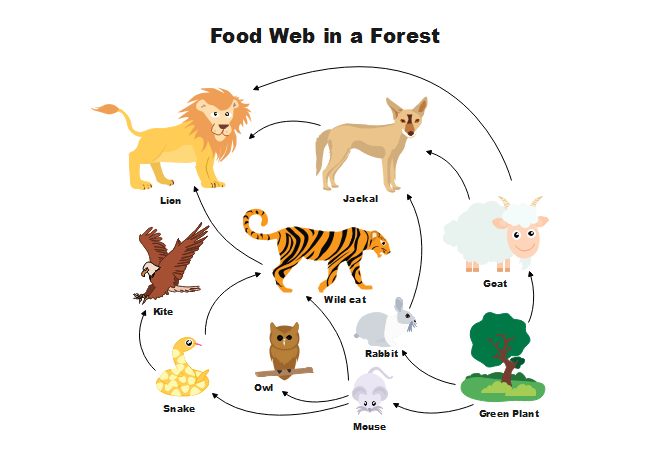 Food Web in a Forest
Lion
Jackal
Goat
Kite
Wild cat
Rabbit
Owl
Snake
Mouse
Green Plant